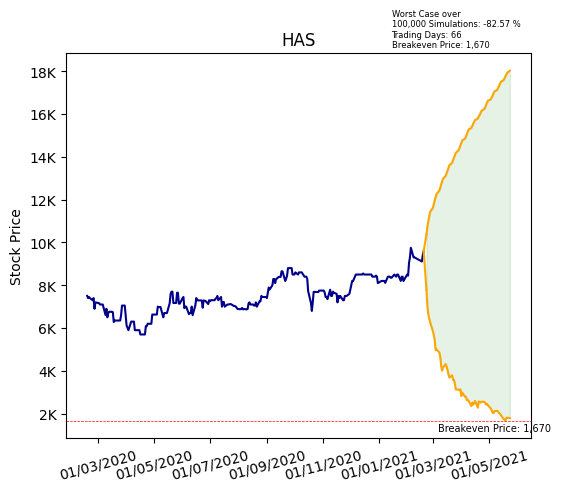 Worst Case over
100,000 Simulations: -82.57 %
Trading Days: 66
Breakeven Price: 1,670
HAS
18K
16K
14K
12K
10K
8K
6K
4K
2K
Stock Price
Breakeven Price: 1,670
01/03/2020
01/05/2020
01/07/2020
01/09/2020
01/11/2020
01/01/2021
01/03/2021
01/05/2021